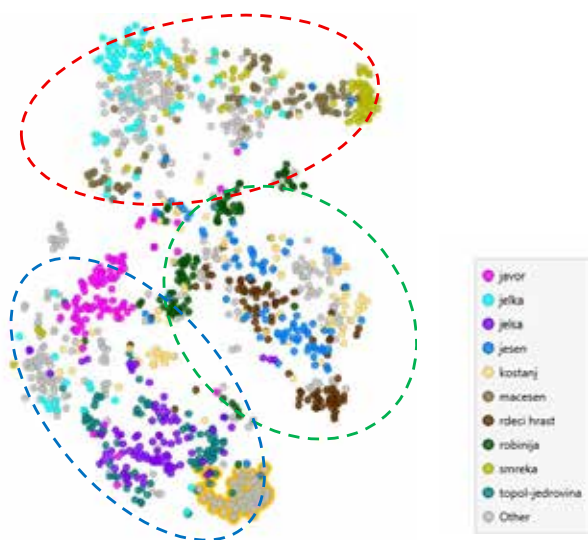 javor
jelka
jelsa
jesen
kostanj
macesen
rdeci hrast
robinija
smreka
topol-jedrovina
Other